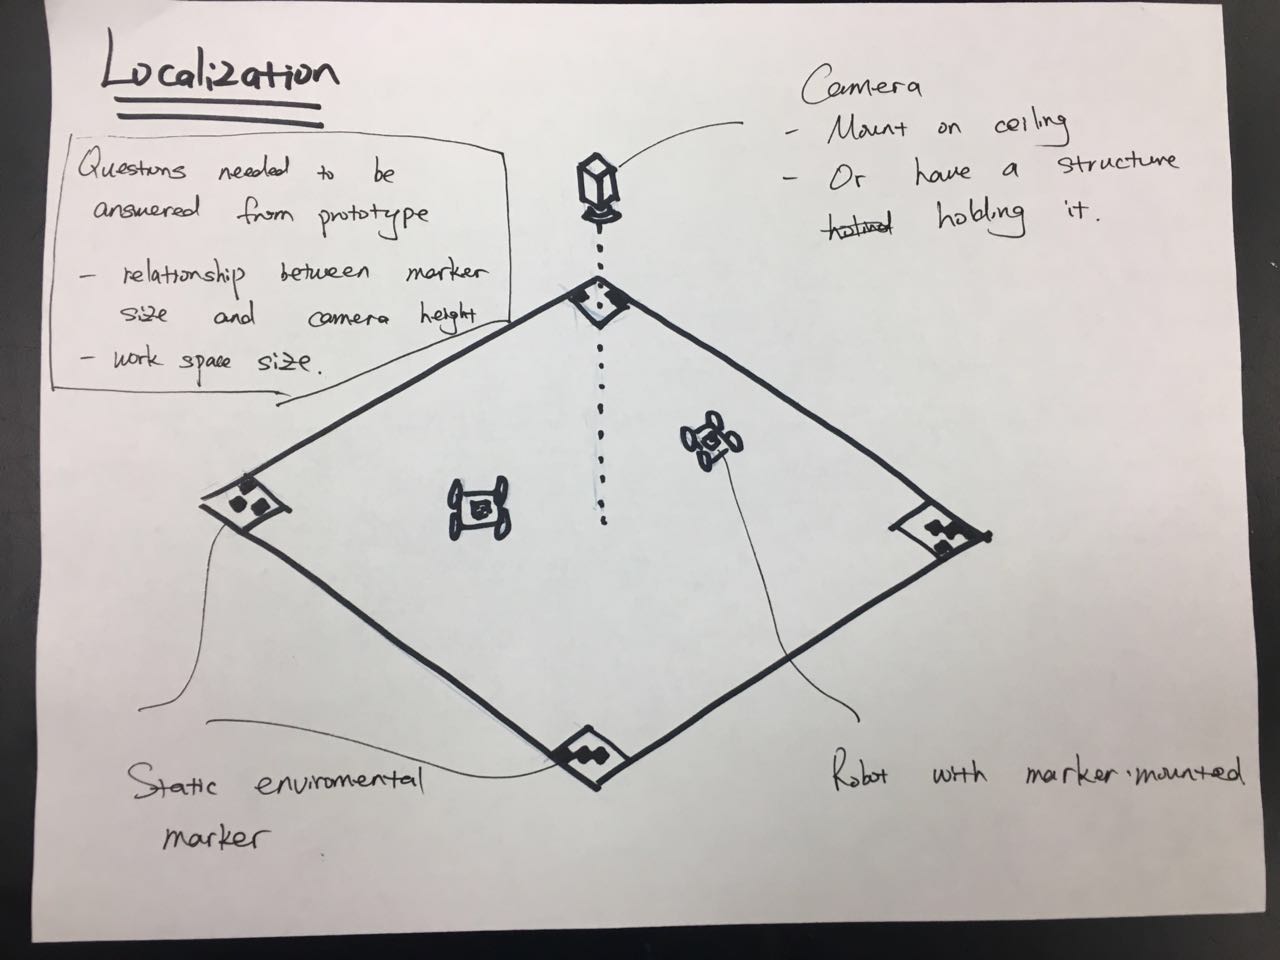 Localization
Questions needed to be
answered from prototype
- relationship between marker
size and camera height
- work space size.
Camera
- Mount on ceiling
- Or have a structure
holding it.
Static enviromental
marker
Robot with marker mounted